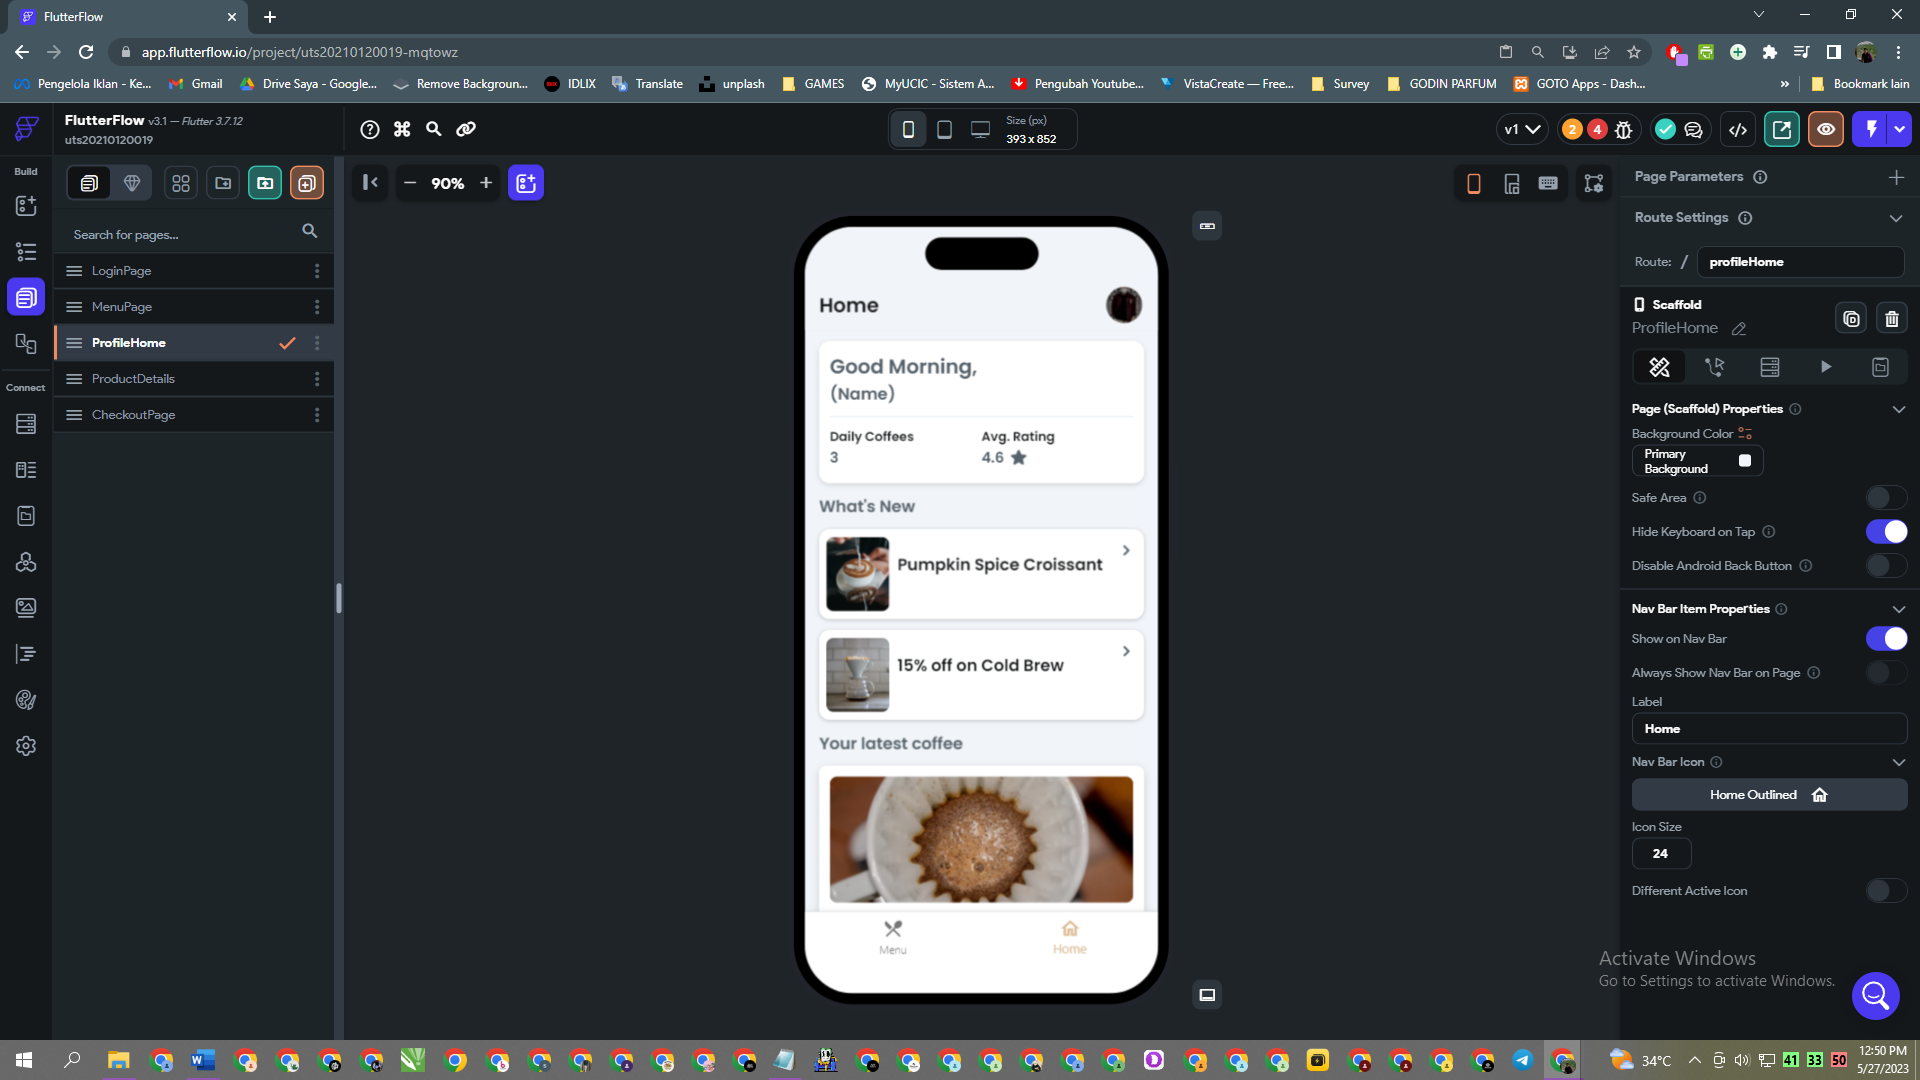 FlutterFlow
app.flutterflow.io/project/uts20210120019-mqtowz
Pengelola Iklan - Ke...
Gmail
Drive Saya - Google...
Remove Backgroun...
IDLIX
Translate
unplash
GAMES
MyUCIC - Sistem A...
Pengubah Youtube...
VistaCreate — Free...
Survey
GODIN PARFUM
GOTO Apps - Dash...
»
Bookmark lain
FlutterFlow v3.1 — Flutter 3.7.12
uts20210120019
Size (px)
393 x 852
v1
2
4
Build
Connect
90%
Search for pages...
LoginPage
MenuPage
ProfileHome
ProductDetails
CheckoutPage
Home
Good Morning,
(Name)
Daily Coffees
3
Avg. Rating
4.6
What's New
Pumpkin Spice Croissant
15% off on Cold Brew
Your latest coffee
Menu
Home
Page Parameters
Route Settings
Route: / profileHome
Scaffold
ProfileHome
Page (Scaffold) Properties
Background Color
Primary
Background
Safe Area
Hide Keyboard on Tap
Disable Android Back Button
Nav Bar Item Properties
Show on Nav Bar
Always Show Nav Bar on Page
Label
Home
Nav Bar Icon
Home Outlined
Icon Size
24
Different Active Icon
Activate Windows
Go to Settings to activate Windows.
34°C
41
33
50
12:50 PM
5/27/2023